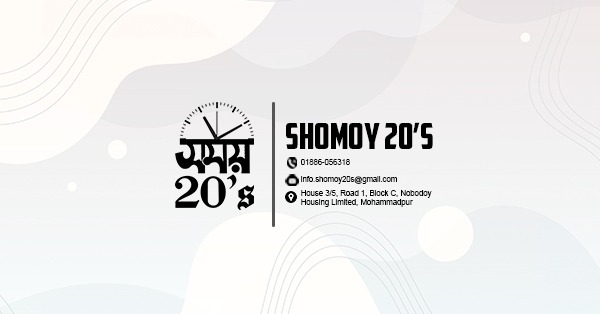 সময়
20's
SHOMOY 20'S
01886-056318
info.shomoy20s@gmail.com
House 3/5, Road 1, Block C, Nobodoy
Housing Limited, Mohammadpur